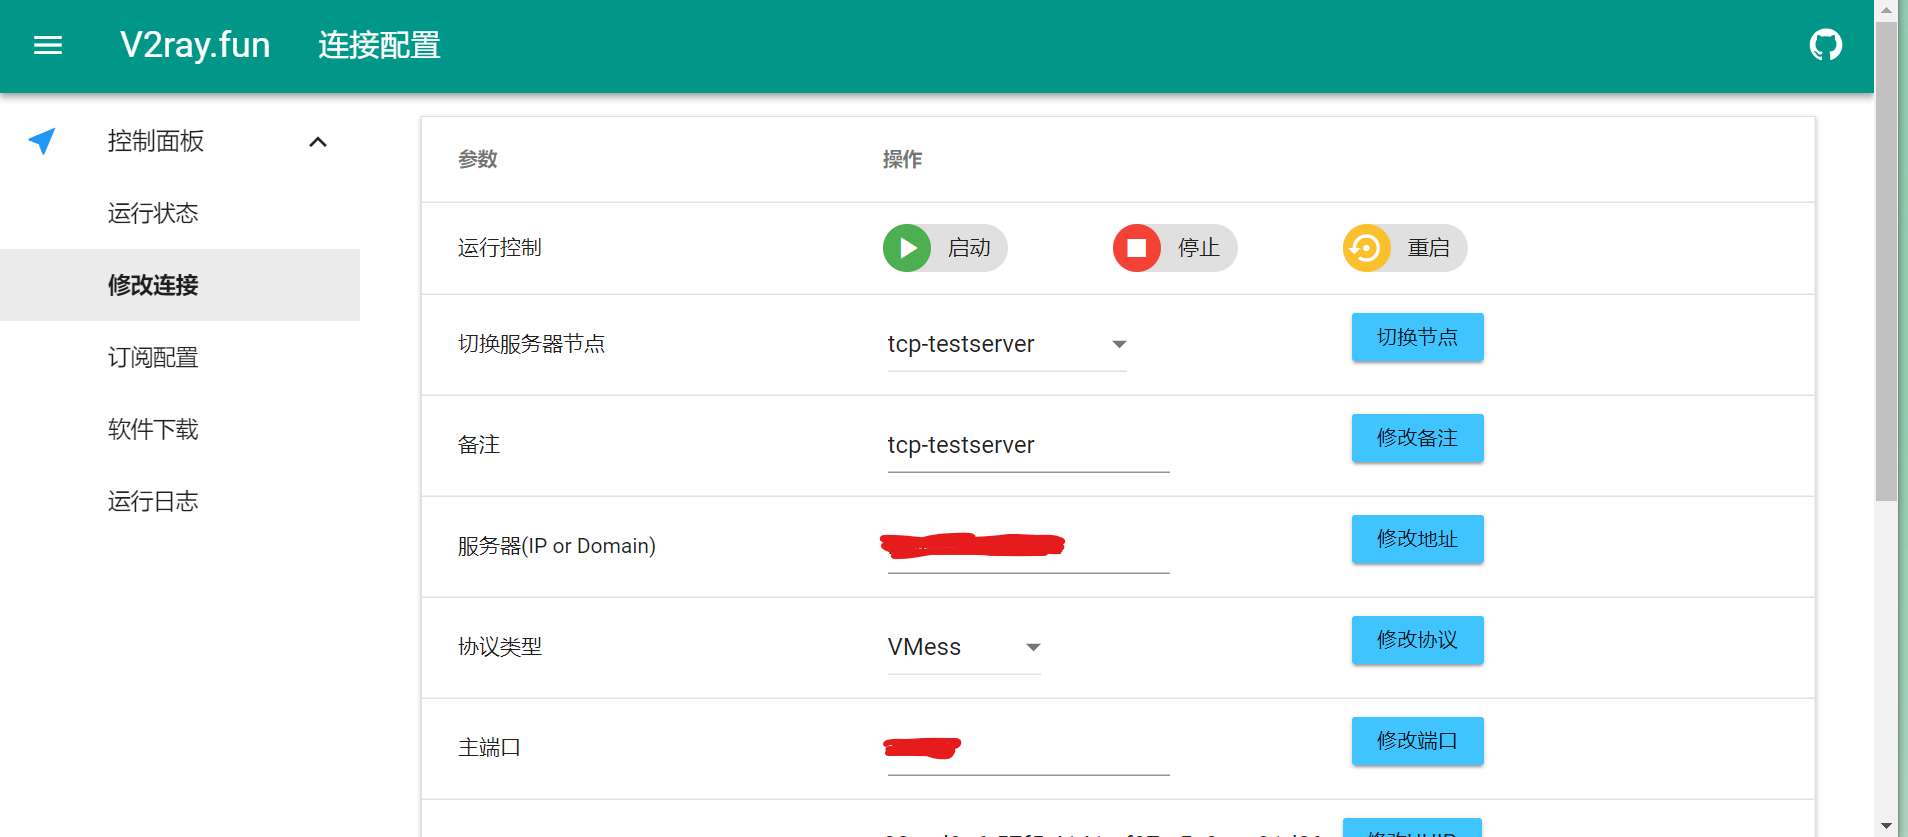 V2ray.fun 连接配置
控制面板
运行状态
修改连接
订阅配置
软件下载
运行日志
参数 操作
运行控制 启动 停止 重启
切换服务器节点 tcp-testserver 切换节点
备注 tcp-testserver 修改备注
服务器(IP or Domain) 修改地址
协议类型 VMess 修改协议
主端口 修改端口